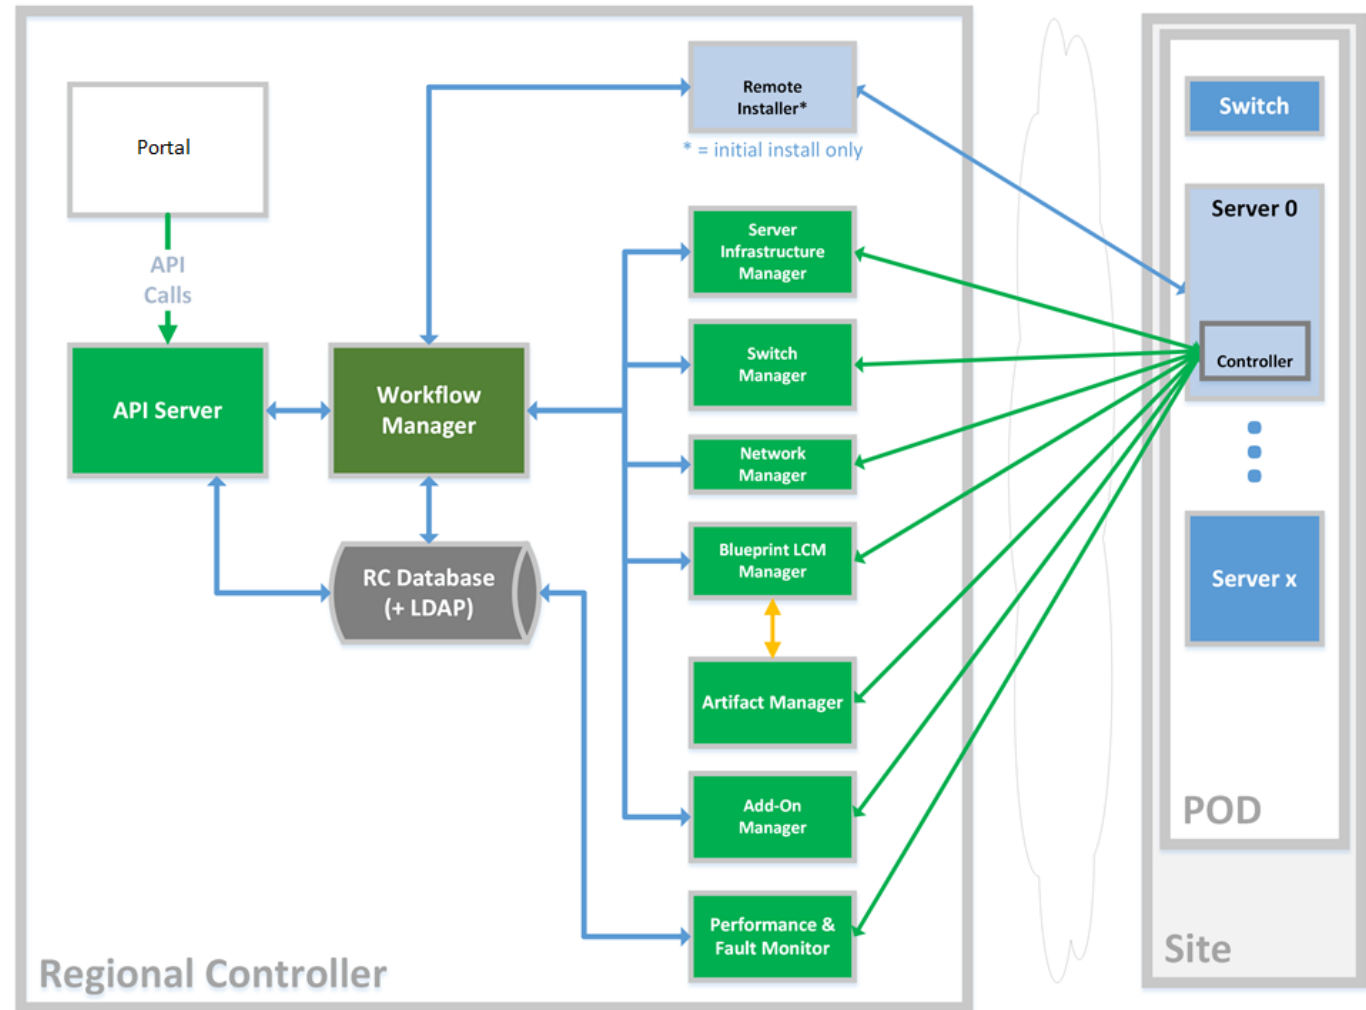 Portal
API
Calls
API Server
Workflow
Manager
RC Database
(+ LDAP)
Remote
Installer*
* = initial install only
Server
Infrastructure
Manager
Switch
Manager
Network
Manager
Blueprint LCM
Manager
Artifact Manager
Add-On
Manager
Performance &
Fault Monitor
Regional Controller
Switch
Server 0
Controller
Server x
POD
Site